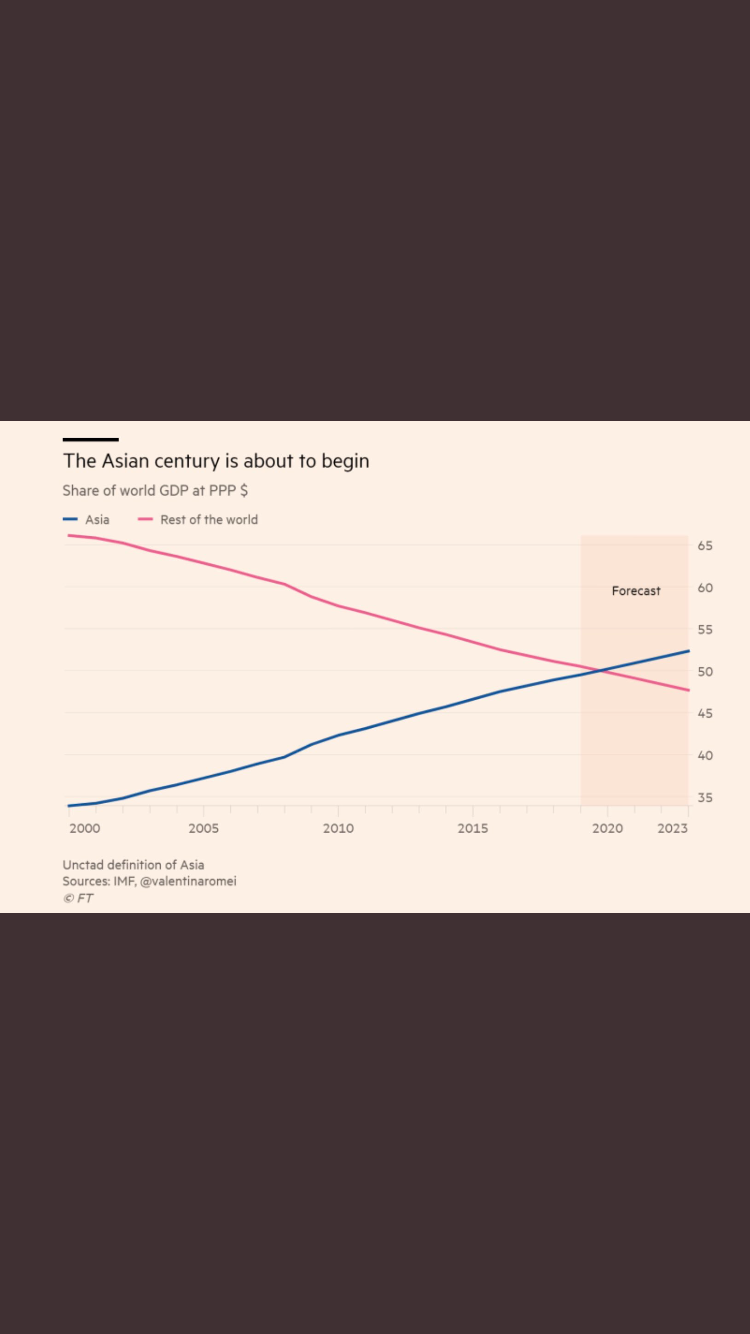 The Asian century is about to begin
Share of world GDP at PPP $
Asia Rest of the world
65
60
Forecast
55
50
45
40
35
2000 2005 2010 2015 2020 2023
Unctad definition of Asia
Sources: IMF, @valentinaromei
© FT